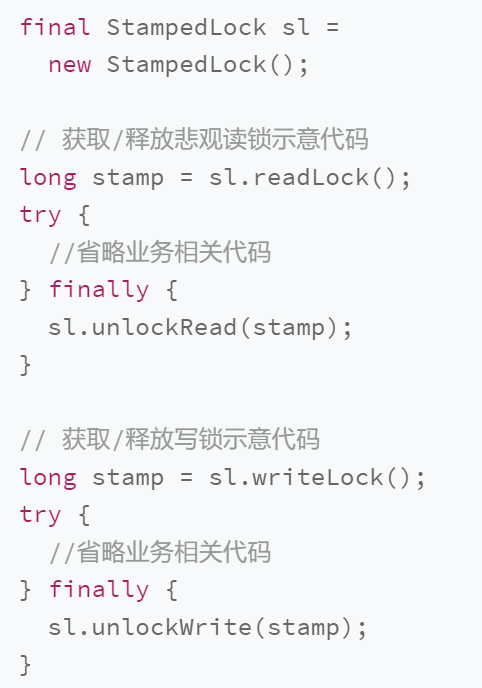 final StampedLock sl =
  new StampedLock();

// 获取/释放悲观读锁示意代码
long stamp = sl.readLock();
try {
  //省略业务相关代码
} finally {
  sl.unlockRead(stamp);
}

// 获取/释放写锁示意代码
long stamp = sl.writeLock();
try {
  //省略业务相关代码
} finally {
  sl.unlockWrite(stamp);
}